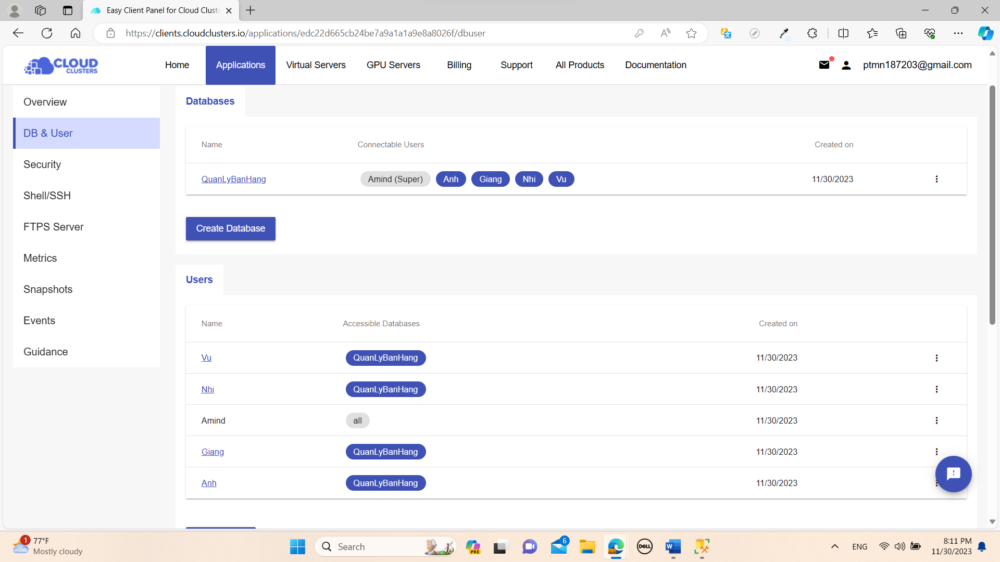 Easy Client Panel for Cloud Cluste
https://clients.cloudclusters.io/applications/edc22d665cb24be7a9a1a1a9e8a8026f/dbuser
CLOUD
CLUSTERS
Home
Applications
Virtual Servers
GPU Servers
Billing
Support
All Products
Documentation
ptmn187203@gmail.com
Overview
DB & User
Security
Shell/SSH
FTPS Server
Metrics
Snapshots
Events
Guidance
Databases
Name Connectable Users Created on
QuanLyBanHang Amind (Super) Anh Giang Nhi Vu 11/30/2023
Create Database
Users
Name Accessible Databases Created on
Vu QuanLyBanHang 11/30/2023
Nhi QuanLyBanHang 11/30/2023
Amind all 11/30/2023
Giang QuanLyBanHang 11/30/2023
Anh QuanLyBanHang 11/30/2023
1
77°F
Mostly cloudy
Search
PRE
6
DELL
W
ENG
8:11 PM
11/30/2023